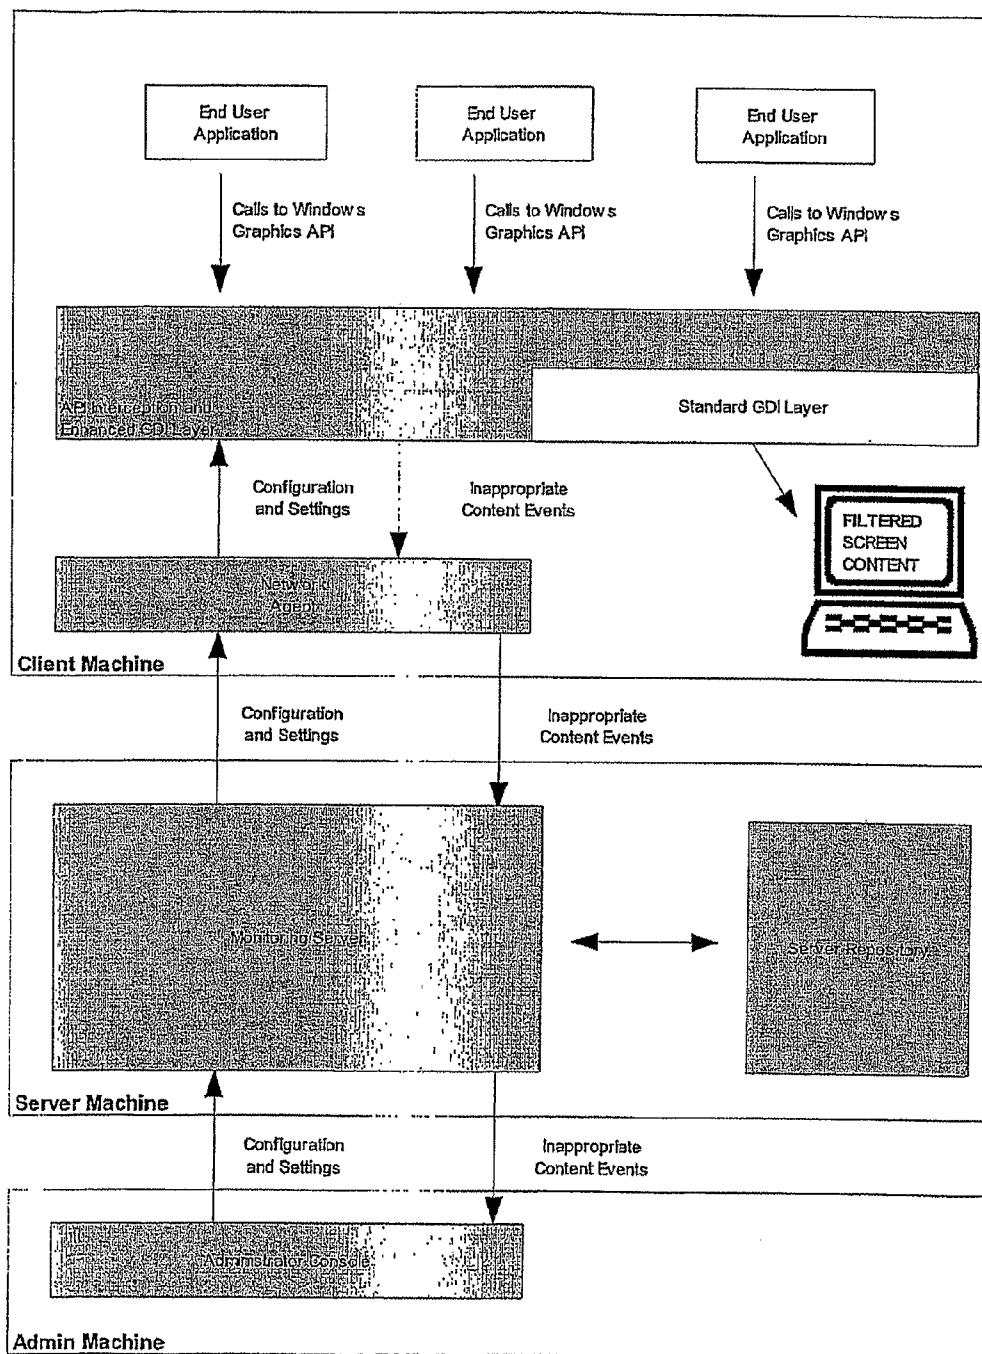 End User
Application
End User
Application
End User
Application
Calls to Windows
Graphics API
Calls to Windows
Graphics API
Calls to Windows
Graphics API
API Interception and
Enhanced GDI Layer
Standard GDI Layer
Configuration
and Settings
Inappropriate
Content Events
FILTERED
SCREEN
CONTENT
Network
Agent
Client Machine
Configuration
and Settings
Inappropriate
Content Events
Monitoring Server
Server Repository
Server Machine
Configuration
and Settings
Inappropriate
Content Events
Administrator Console
Admin Machine